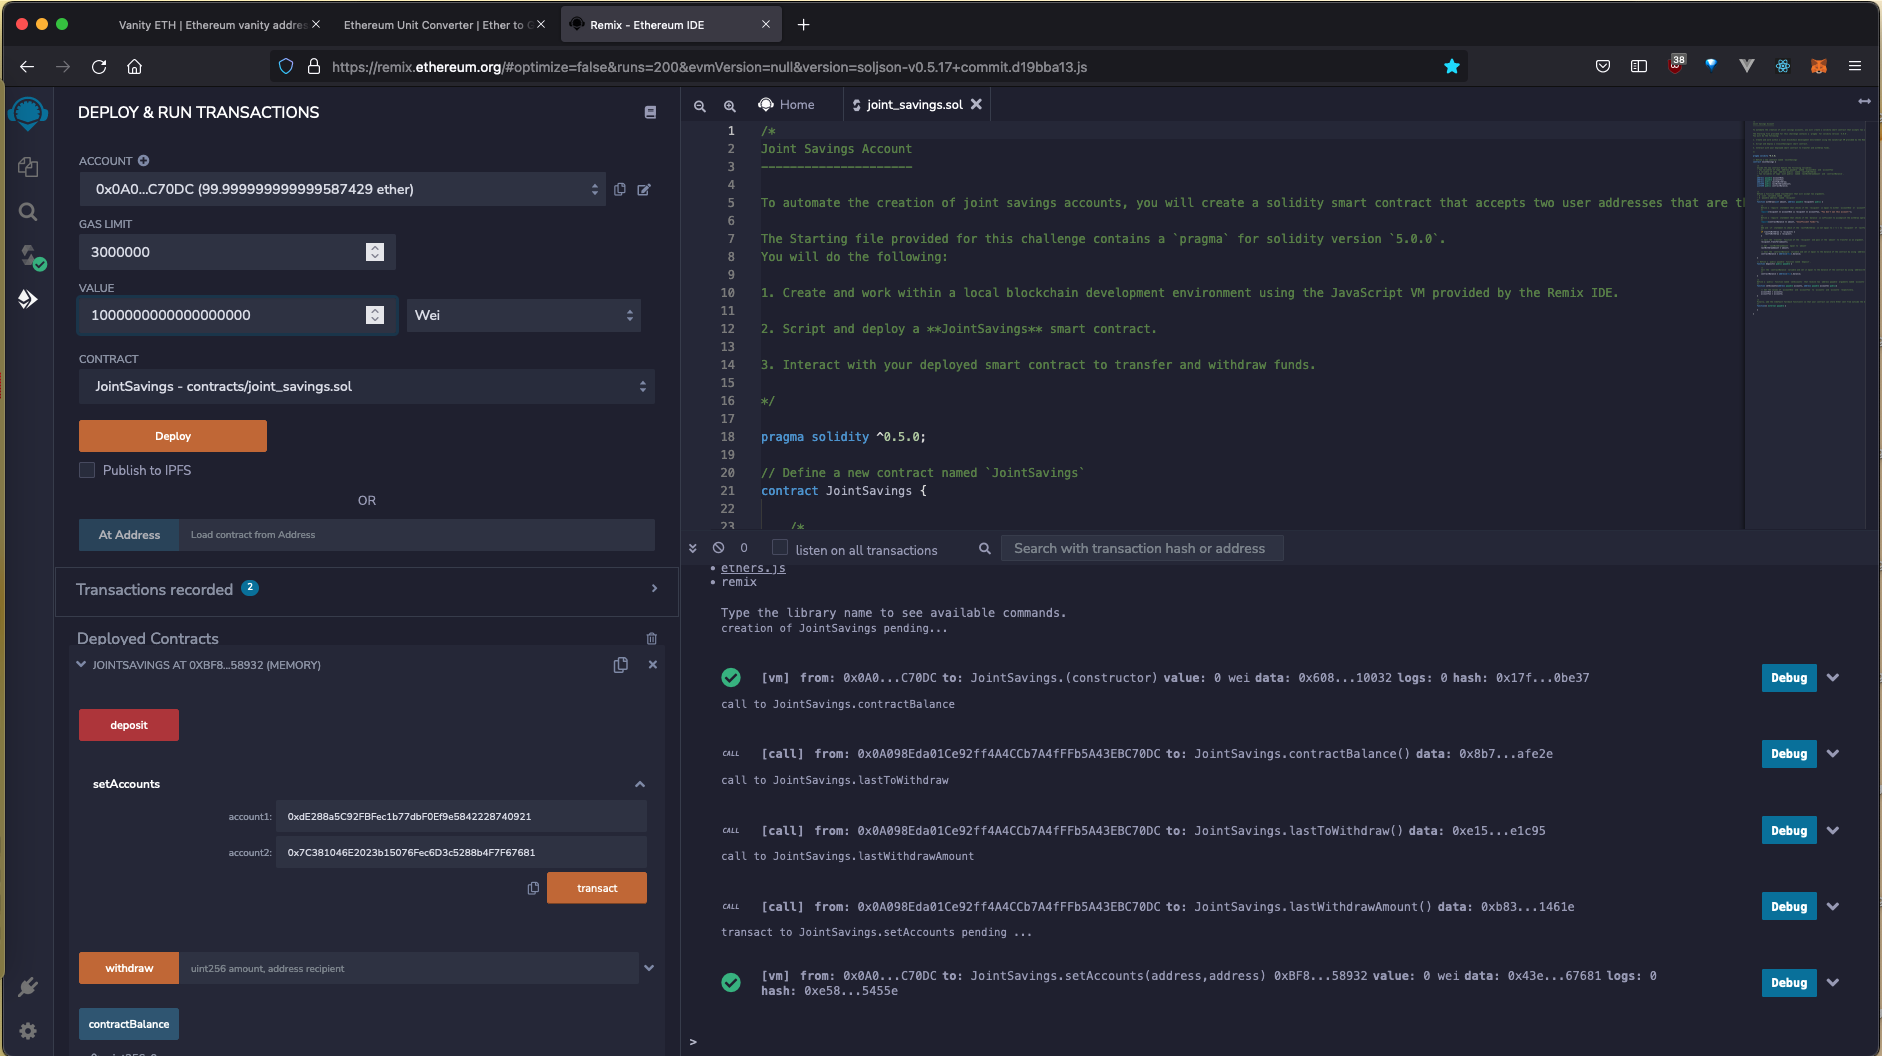 Vanity ETH | Ethereum vanity addres
Ethereum Unit Converter | Ether to G
Remix - Ethereum IDE
https://remix.ethereum.org/#optimize=false&runs=200&evmVersion=null&version=soljson-v0.5.17+commit.d19bba13.js
38
DEPLOY & RUN TRANSACTIONS
ACCOUNT
0x0A0...C70DC (99.999999999999587429 ether)
GAS LIMIT
3000000
VALUE
1000000000000000000
Wei
CONTRACT
JointSavings - contracts/joint_savings.sol
Deploy
Publish to IPFS
OR
At Address
Load contract from Address
Transactions recorded 2
Deployed Contracts
JOINTSAVINGS AT 0XBF8...58932 (MEMORY)
deposit
setAccounts
account1: 0xdE288a5C92FBFec1b77dbF0Ef9e5842228740921
account2: 0x7C381046E2023b15076Fec6D3c5288b4F7F67681
transact
withdraw
uint256 amount, address recipient
contractBalance
Home
joint_savings.sol
1 /*
2 Joint Savings Account
3 ---------------------
4
5 To automate the creation of joint savings accounts, you will create a solidity smart contract that accepts two user addresses that are th
6
7 The Starting file provided for this challenge contains a `pragma` for solidity version `5.0.0`.
8 You will do the following:
9
10 1. Create and work within a local blockchain development environment using the JavaScript VM provided by the Remix IDE.
11
12 2. Script and deploy a **JointSavings** smart contract.
13
14 3. Interact with your deployed smart contract to transfer and withdraw funds.
15
16 */
17
18 pragma solidity ^0.5.0;
19
20 // Define a new contract named `JointSavings`
21 contract JointSavings {
22
23 /*
0
listen on all transactions
Search with transaction hash or address
• ethers.js
• remix
Type the library name to see available commands.
creation of JointSavings pending...
[vm] from: 0x0A0...C70DC to: JointSavings.(constructor) value: 0 wei data: 0x608...10032 logs: 0 hash: 0x17f...0be37
Debug
call to JointSavings.contractBalance
CALL [call] from: 0x0A098Eda01Ce92ff4A4CCb7A4fFFb5A43EBC70DC to: JointSavings.contractBalance() data: 0x8b7...afe2e
Debug
call to JointSavings.lastToWithdraw
CALL [call] from: 0x0A098Eda01Ce92ff4A4CCb7A4fFFb5A43EBC70DC to: JointSavings.lastToWithdraw() data: 0xe15...e1c95
Debug
call to JointSavings.lastWithdrawAmount
CALL [call] from: 0x0A098Eda01Ce92ff4A4CCb7A4fFFb5A43EBC70DC to: JointSavings.lastWithdrawAmount() data: 0xb83...1461e
Debug
transact to JointSavings.setAccounts pending ...
[vm] from: 0x0A0...C70DC to: JointSavings.setAccounts(address,address) 0xBF8...58932 value: 0 wei data: 0x43e...67681 logs: 0
hash: 0xe58...5455e
Debug
>